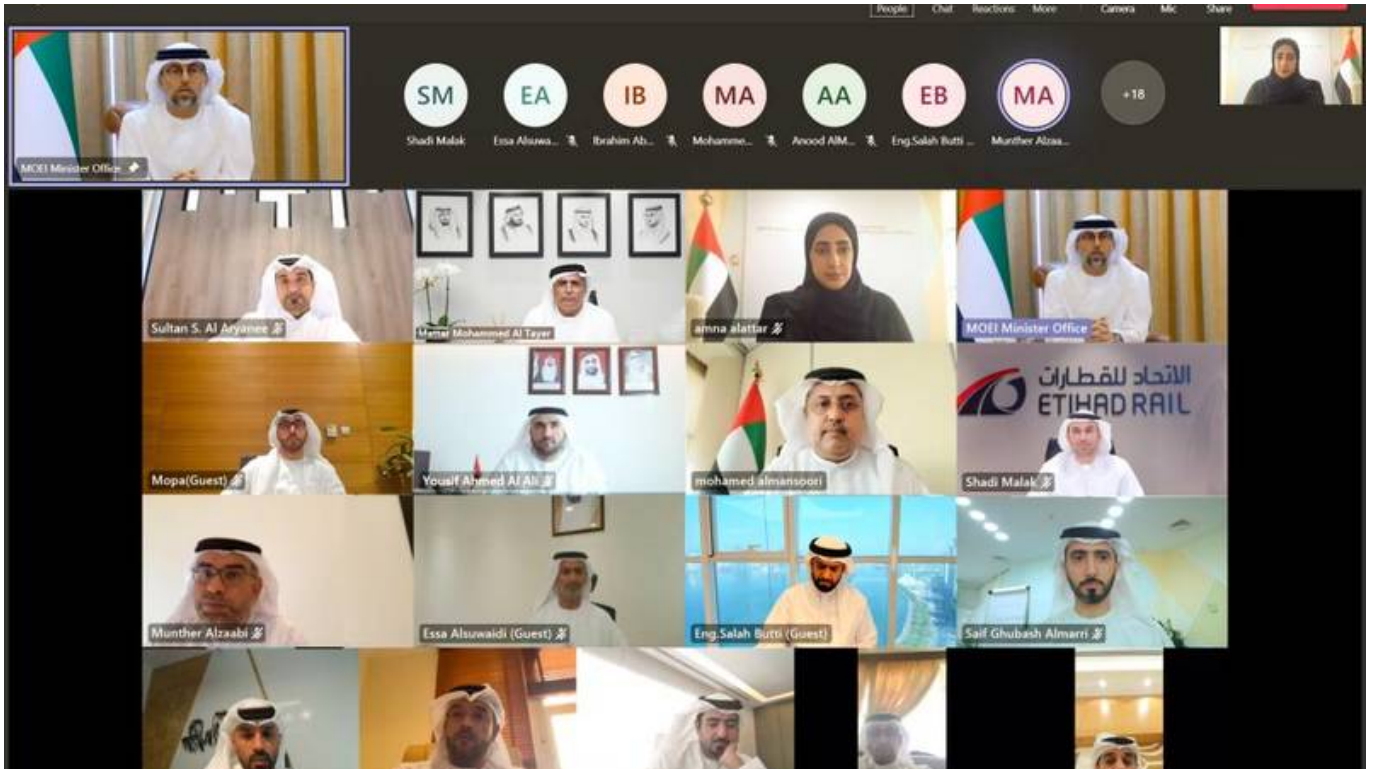 People Chat Reactions More Camera Mic Share
SM EA IB MA AA EB MA +18
Shadi Malak Essa Alsuwa... Ibrahim Ab... Mohamme... Anood AlM... Eng.Salah Butti ... Munther Alzaa...
MOEI Minister Office
Sultan S. Al Aryanee
Mattar Mohammed Al Tayer
amna alattar
MOEI Minister Office
الاتحاد للقطارات
ETIHAD RAIL
Mopa(Guest)
Yousif Ahmed Al Ali
mohamed almansoori
Shadi Malak
Munther Alzaabi
Essa Alsuwaidi (Guest)
Eng.Salah Butti (Guest)
Saif Ghubash Almarri